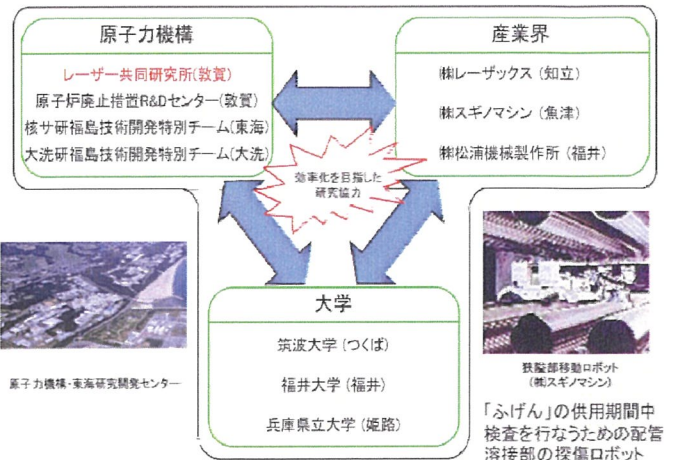 原子力機構
レーザー共同研究所(敦賀)
原子炉廃止措置R&Dセンター(敦賀)
核サ研福島技術開発特別チーム(東海)
大洗研福島技術開発特別チーム(大洗)
産業界
㈱レーザックス (知立)
㈱スギノマシン (魚津)
㈱松浦機械製作所 (福井)
効率化を目指した
研究協力
大学
筑波大学 (つくば)
福井大学 (福井)
兵庫県立大学 (姫路)
原子力機構・東海研究開発センター
狭隘部移動ロボット
(㈱スギノマシン)
「ふげん」の供用期間中
検査を行なうための配管
溶接部の探傷ロボット